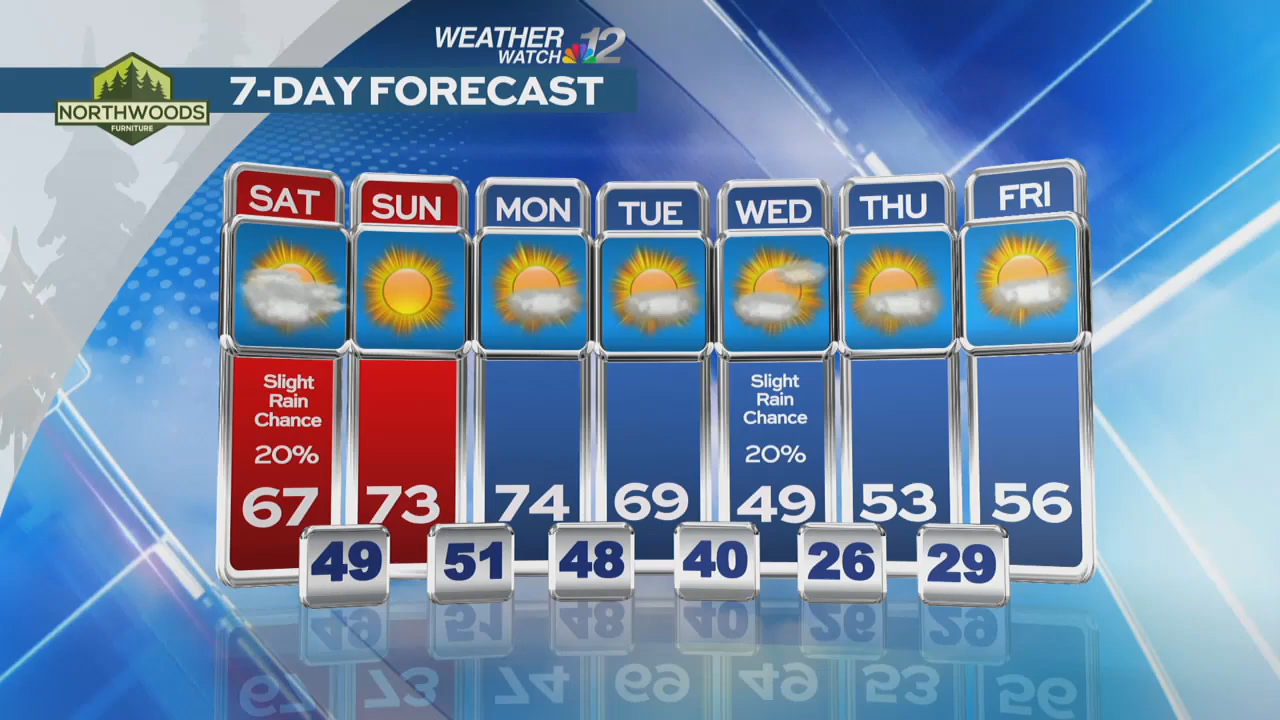 WEATHER
WATCH 12
NORTHWOODS
FURNITURE
7-DAY FORECAST
SAT SUN MON TUE WED THU FRI
Slight
Rain
Chance
20%
Slight
Rain
Chance
20%
67 73 74 69 49 53 56
49 51 48 40 26 29